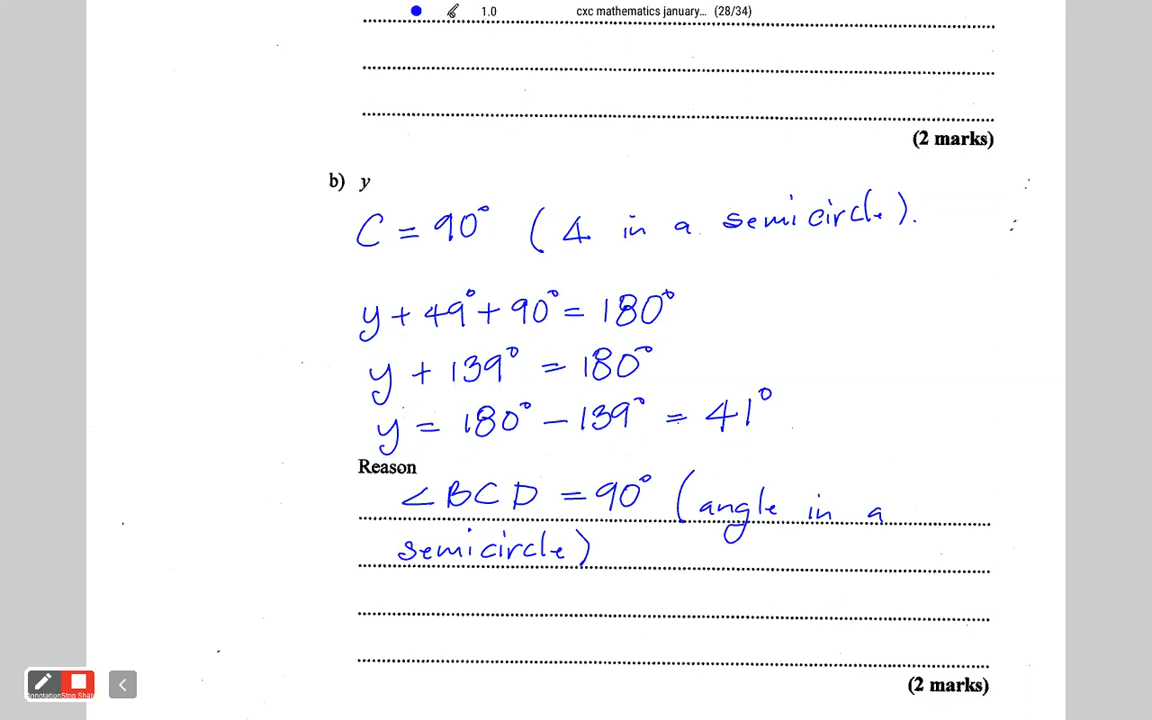 1.0 cxc mathematics january... (28/34)
(2 marks)
b) y
C = 90° (∠ in a semicircle).
y + 49° + 90° = 180°
y + 139° = 180°
y = 180° - 139° = 41°
Reason
∠BCD = 90° (angle in a
semicircle)
(2 marks)